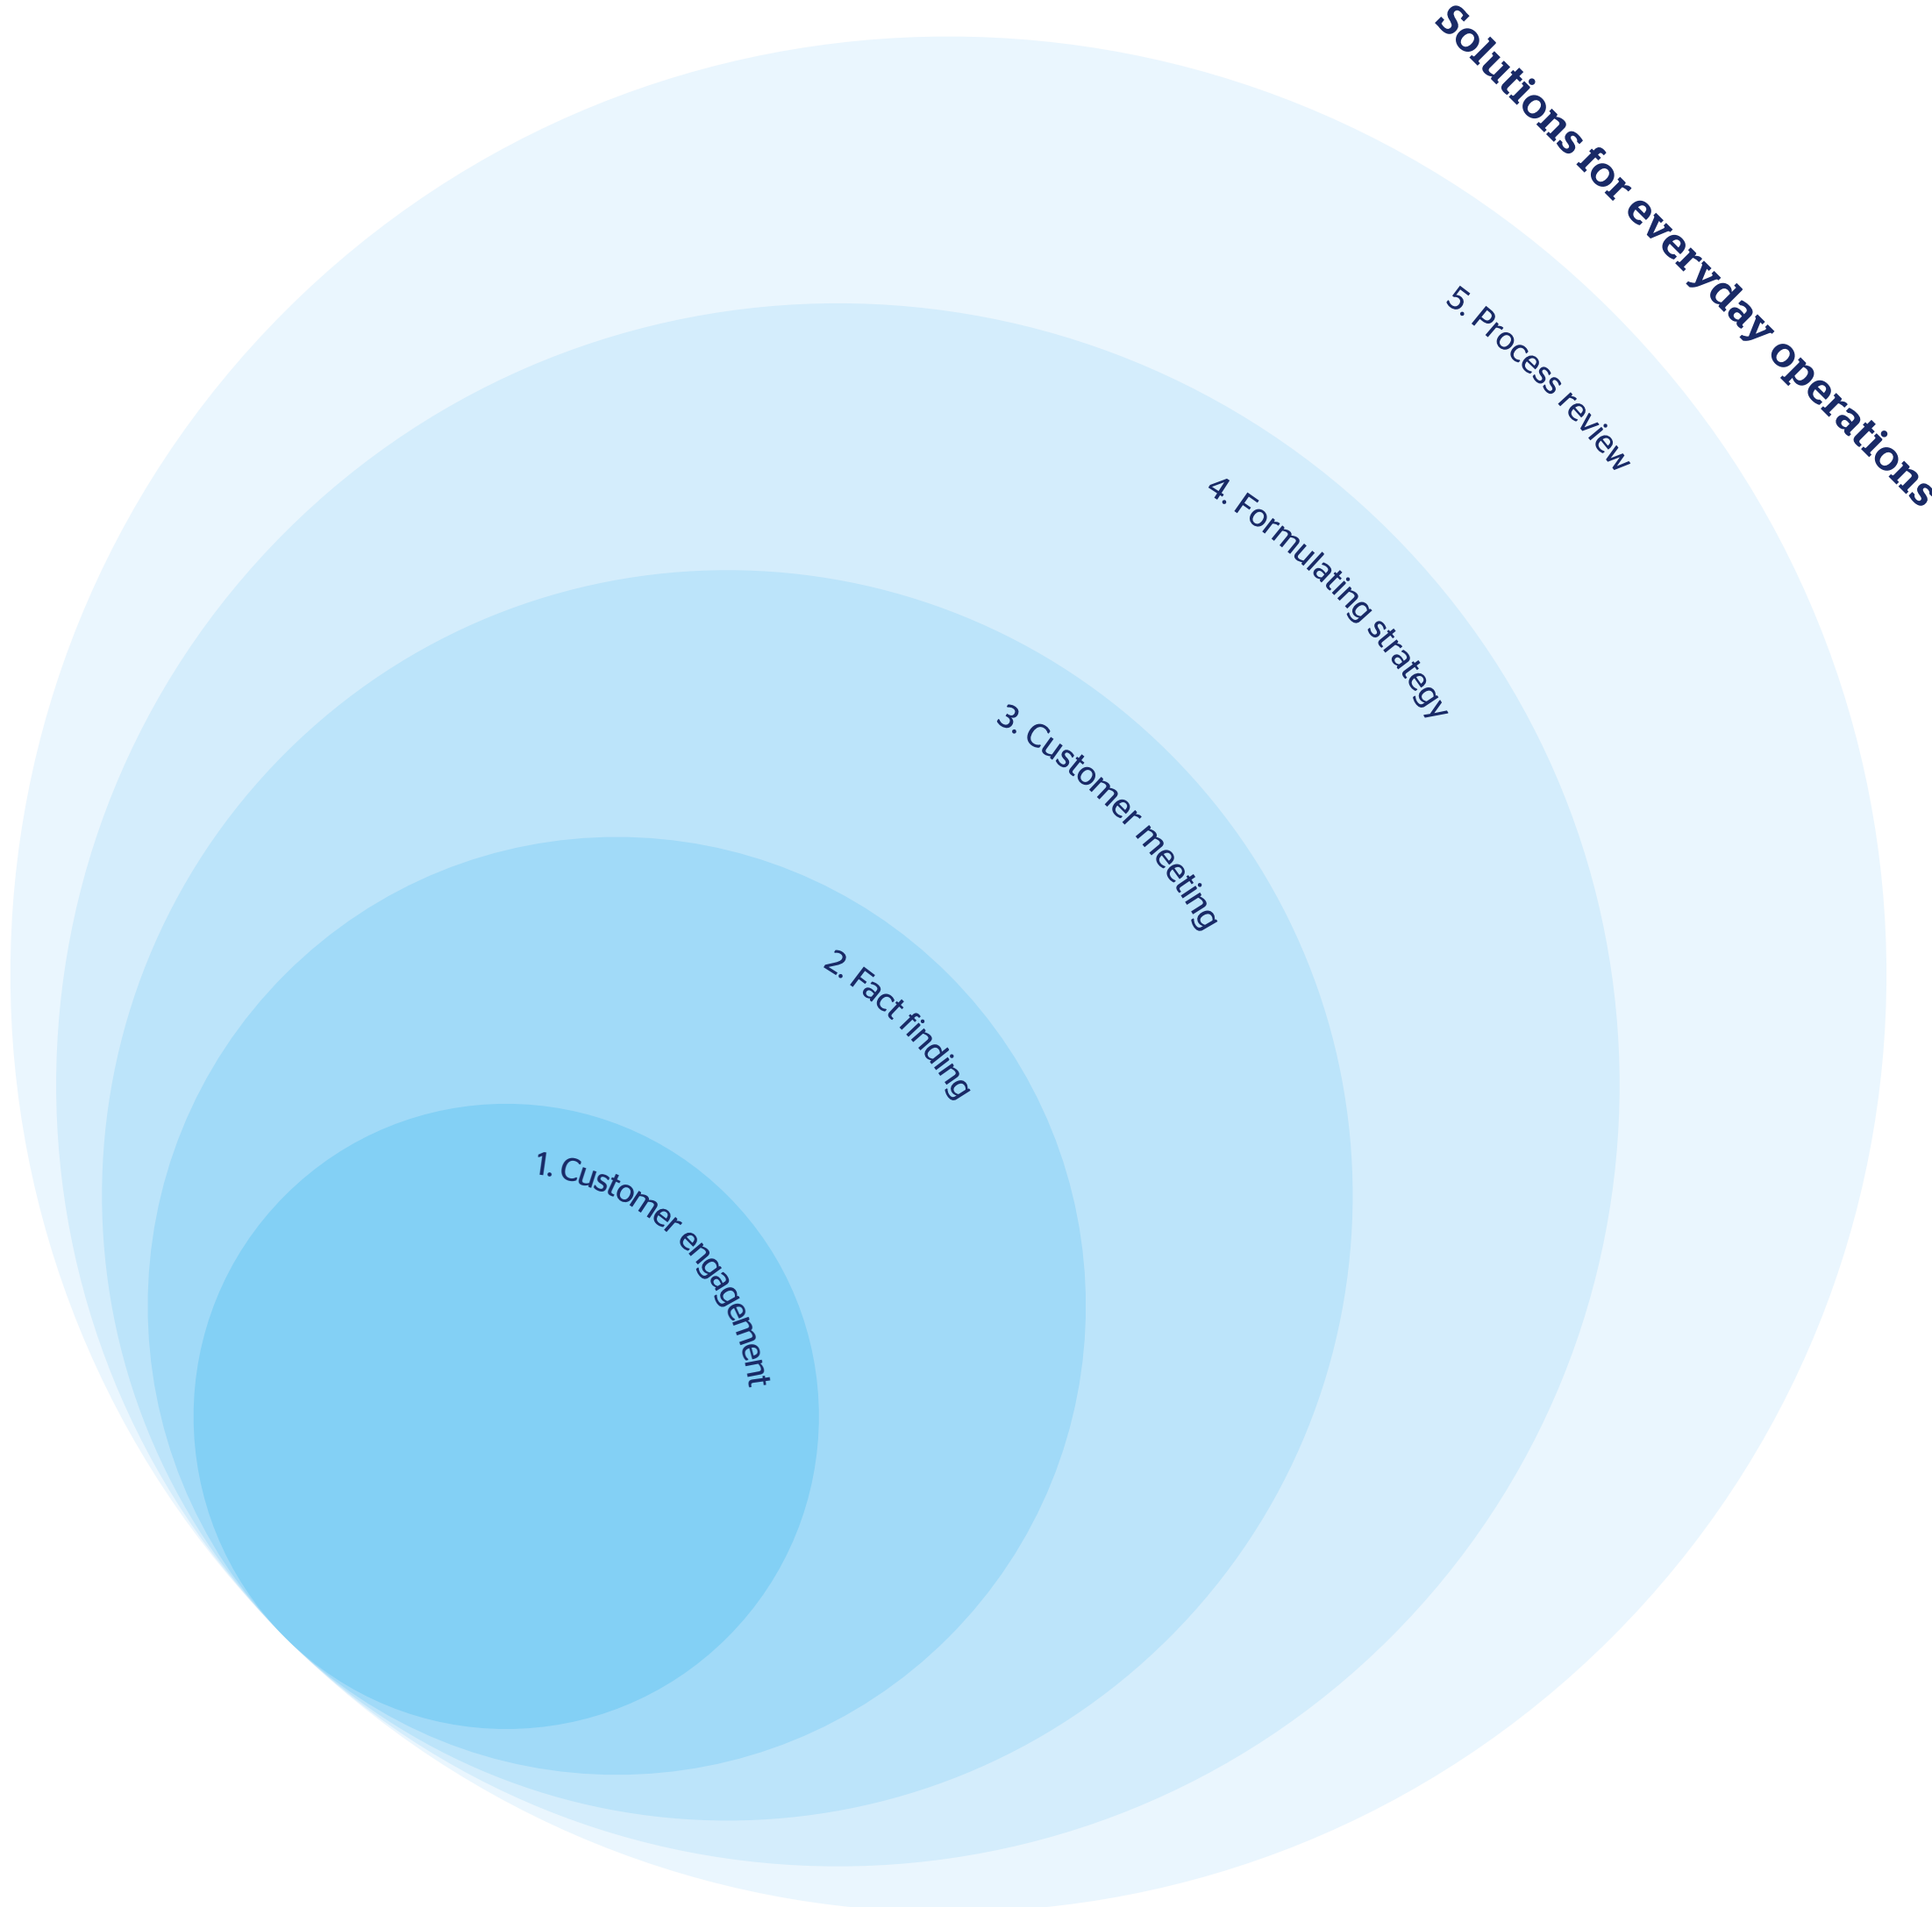 Solutions for everyday operations
5. Process review
4. Formulating strategy
3. Customer meeting
2. Fact finding
1. Customer engagement